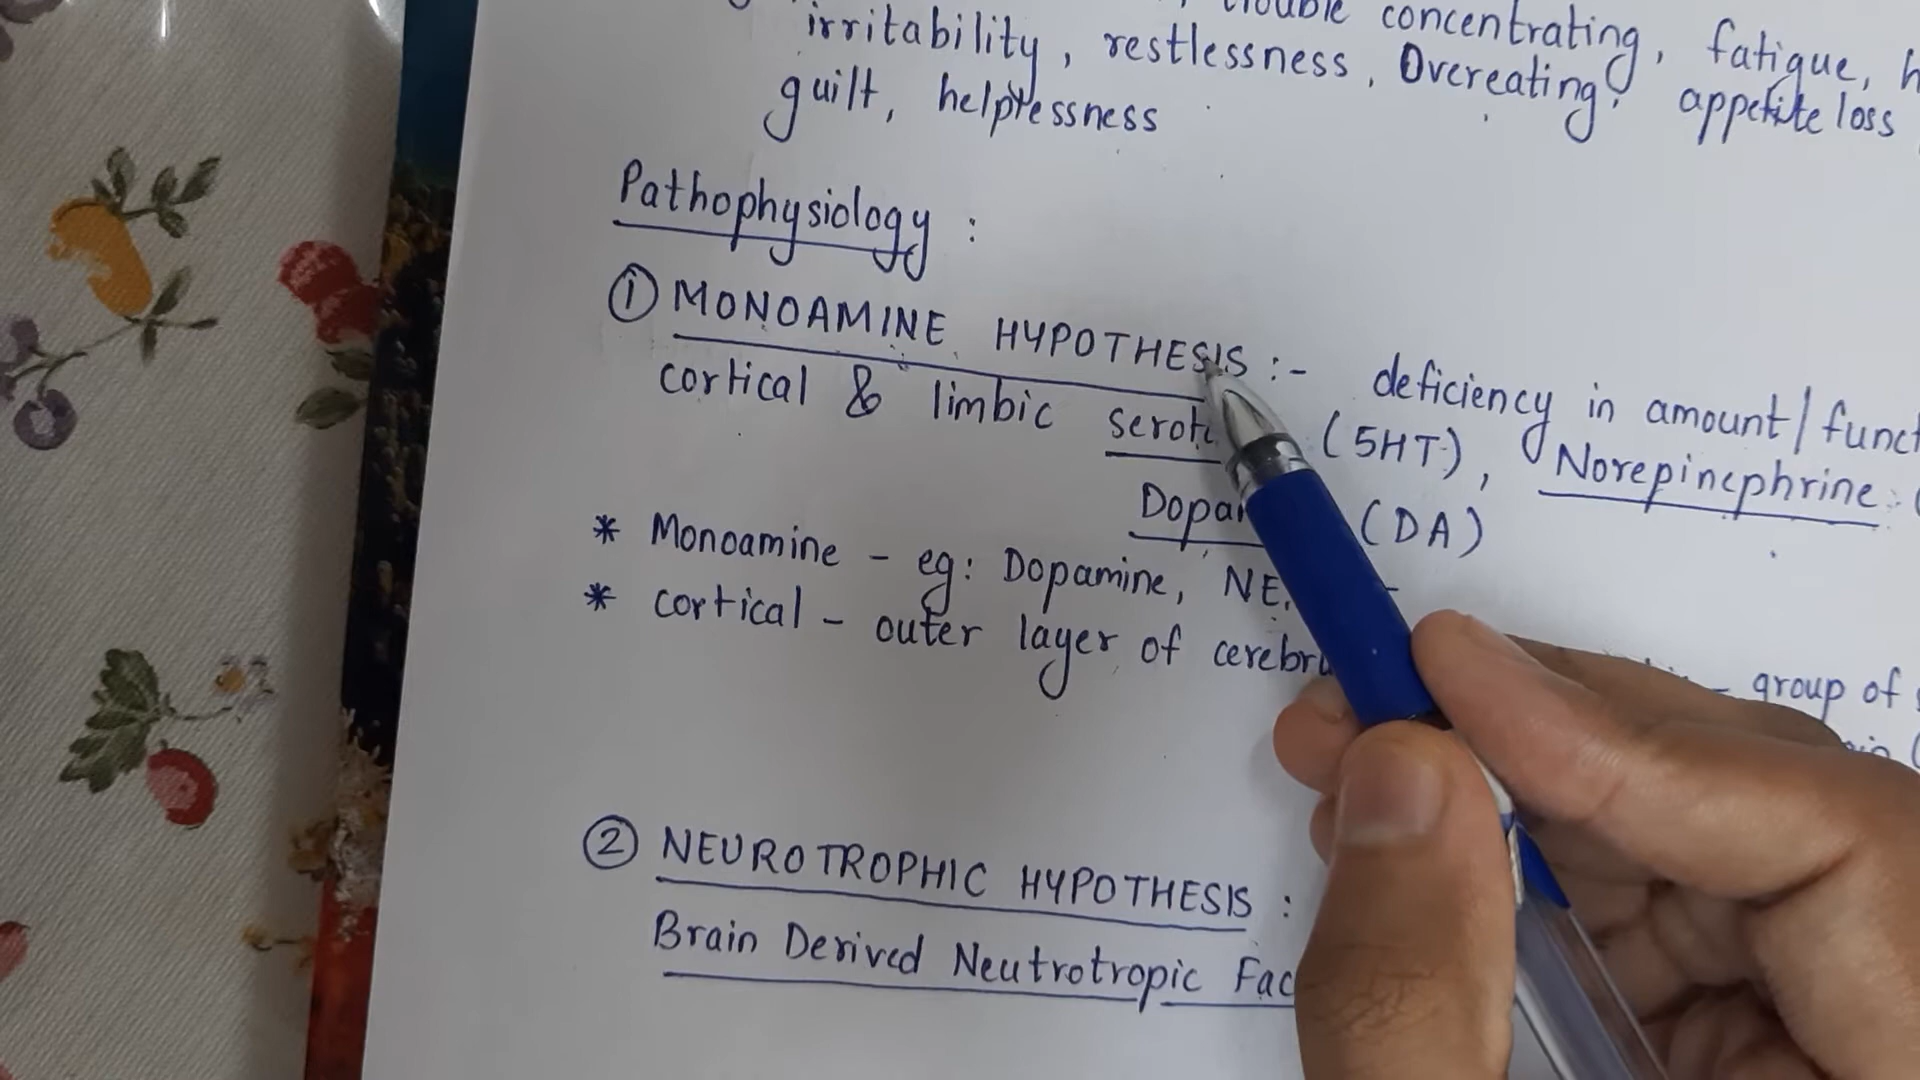 trouble concentrating, fatigue,
irritability, restlessness, Overeating, appetite loss
guilt, helplessness
Pathophysiology :
① MONOAMINE HYPOTHESIS :- deficiency in amount/
cortical & limbic (5HT), Norepinephrine
(DA)
* Monoamine - eg: Dopamine, NE,
* cortical - outer layer of
- group of
② NEUROTROPHIC HYPOTHESIS :
Brain Derived Neutrotropic